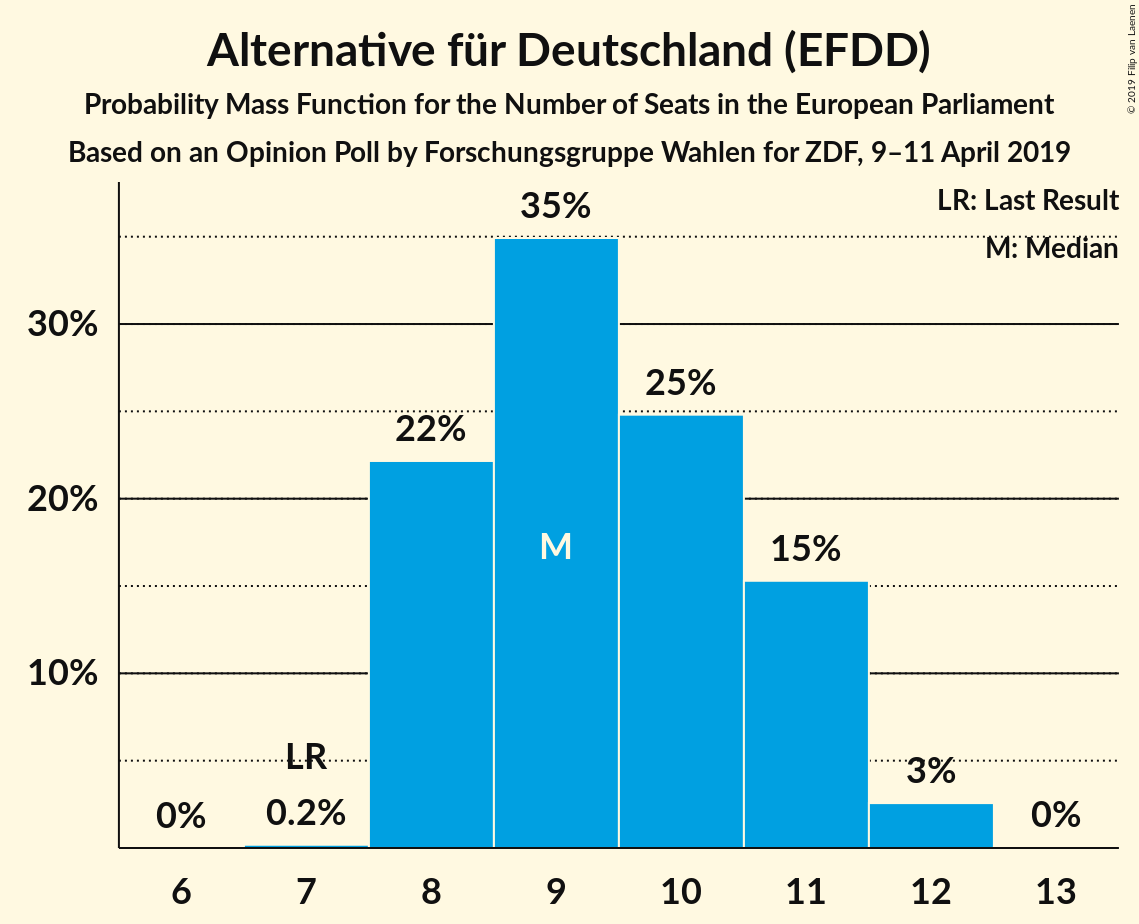 Alternative für Deutschland (EFDD)
Probability Mass Function for the Number of Seats in the European Parliament
Based on an Opinion Poll by Forschungsgruppe Wahlen for ZDF, 9–11 April 2019
© 2019 Filip van Laenen
LR: Last Result
M: Median
35%
30%
25%
22%
20%
M
15%
10%
LR
3%
0%
0.2%
0%
6 7 8 9 10 11 12 13